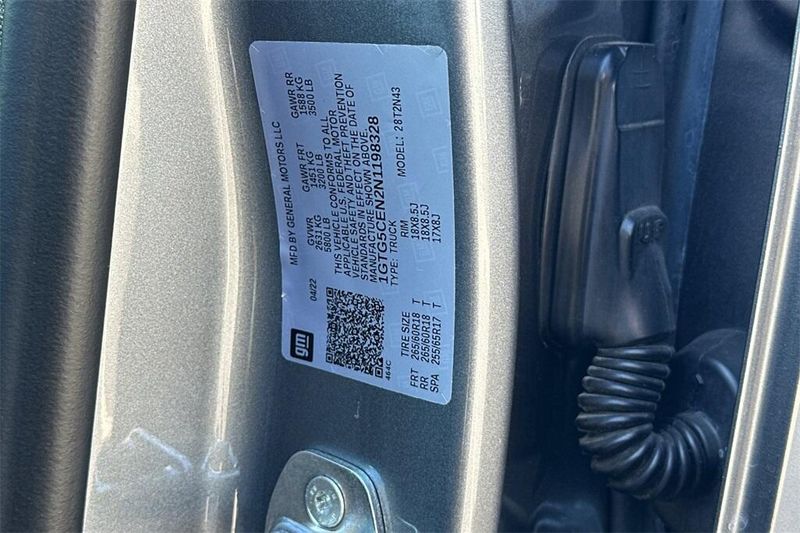 MFD BY GENERAL MOTORS LLC
04/22
GVWR
2631 KG
5800 LB
GAWR FRT
1451 KG
3200 LB
GAWR RR
1588 KG
3500 LB
THIS VEHICLE CONFORMS TO ALL
APPLICABLE U.S. FEDERAL MOTOR
VEHICLE SAFETY AND THEFT PREVENTION
STANDARDS IN EFFECT ON THE DATE OF
MANUFACTURE SHOWN ABOVE.
1GTG5CEN2N1198328
TYPE: TRUCK
MODEL: 28T2N43
gm
464C
TIRE SIZE RIM
FRT 265/60R18 T 18X8.5J
RR 265/60R18 T 18X8.5J
SPA 255/65R17 T 17X8J